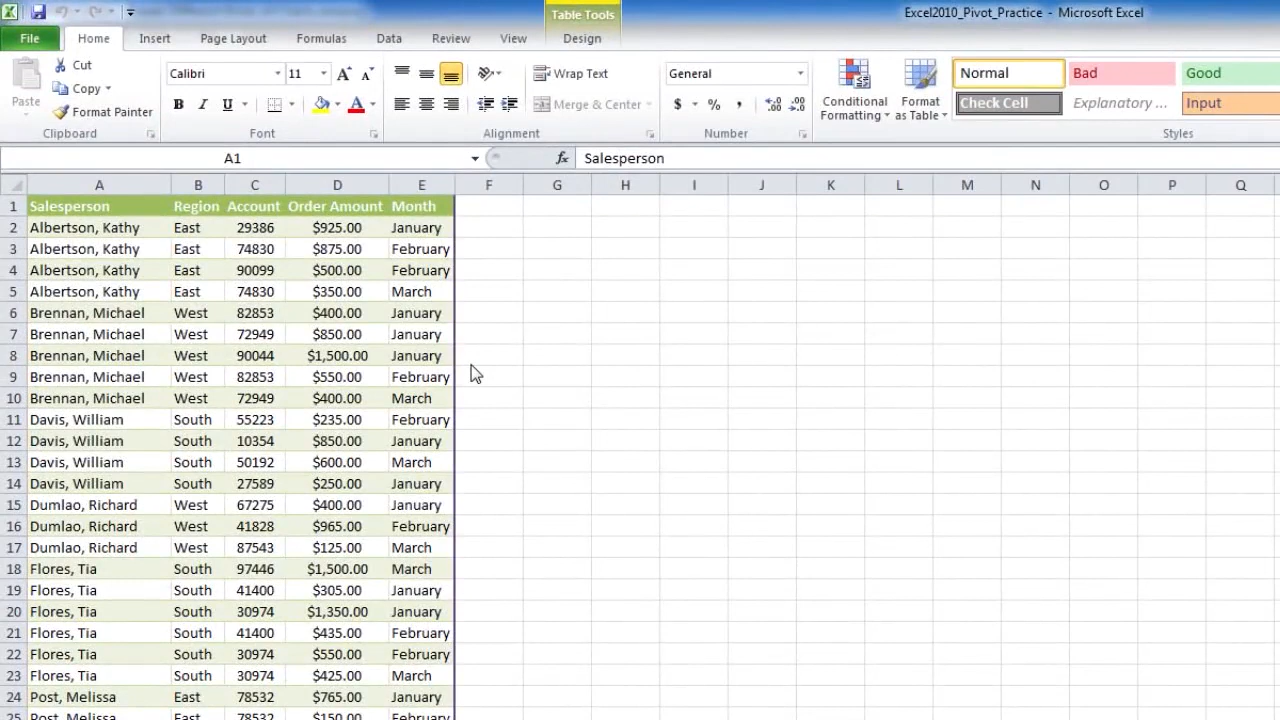 Table Tools
Excel2010_Pivot_Practice - Microsoft Excel
File Home Insert Page Layout Formulas Data Review View Design
Paste
Cut
Copy
Format Painter
Clipboard
Calibri 11 A A
B I U A
Font
Wrap Text
Merge & Center
Alignment
General
$ % ,
Number
Conditional Formatting
Format as Table
Normal Bad Good
Check Cell Explanatory ... Input
Styles
A1 fx Salesperson
A B C D E F G H I J K L M N O P Q
1 Salesperson Region Account Order Amount Month
2 Albertson, Kathy East 29386 $925.00 January
3 Albertson, Kathy East 74830 $875.00 February
4 Albertson, Kathy East 90099 $500.00 February
5 Albertson, Kathy East 74830 $350.00 March
6 Brennan, Michael West 82853 $400.00 January
7 Brennan, Michael West 72949 $850.00 January
8 Brennan, Michael West 90044 $1,500.00 January
9 Brennan, Michael West 82853 $550.00 February
10 Brennan, Michael West 72949 $400.00 March
11 Davis, William South 55223 $235.00 February
12 Davis, William South 10354 $850.00 January
13 Davis, William South 50192 $600.00 March
14 Davis, William South 27589 $250.00 January
15 Dumlao, Richard West 67275 $400.00 January
16 Dumlao, Richard West 41828 $965.00 February
17 Dumlao, Richard West 87543 $125.00 March
18 Flores, Tia South 97446 $1,500.00 March
19 Flores, Tia South 41400 $305.00 January
20 Flores, Tia South 30974 $1,350.00 January
21 Flores, Tia South 41400 $435.00 February
22 Flores, Tia South 30974 $550.00 February
23 Flores, Tia South 30974 $425.00 March
24 Post, Melissa East 78532 $765.00 January
25 Post, Melissa East 78532 $150.00 February